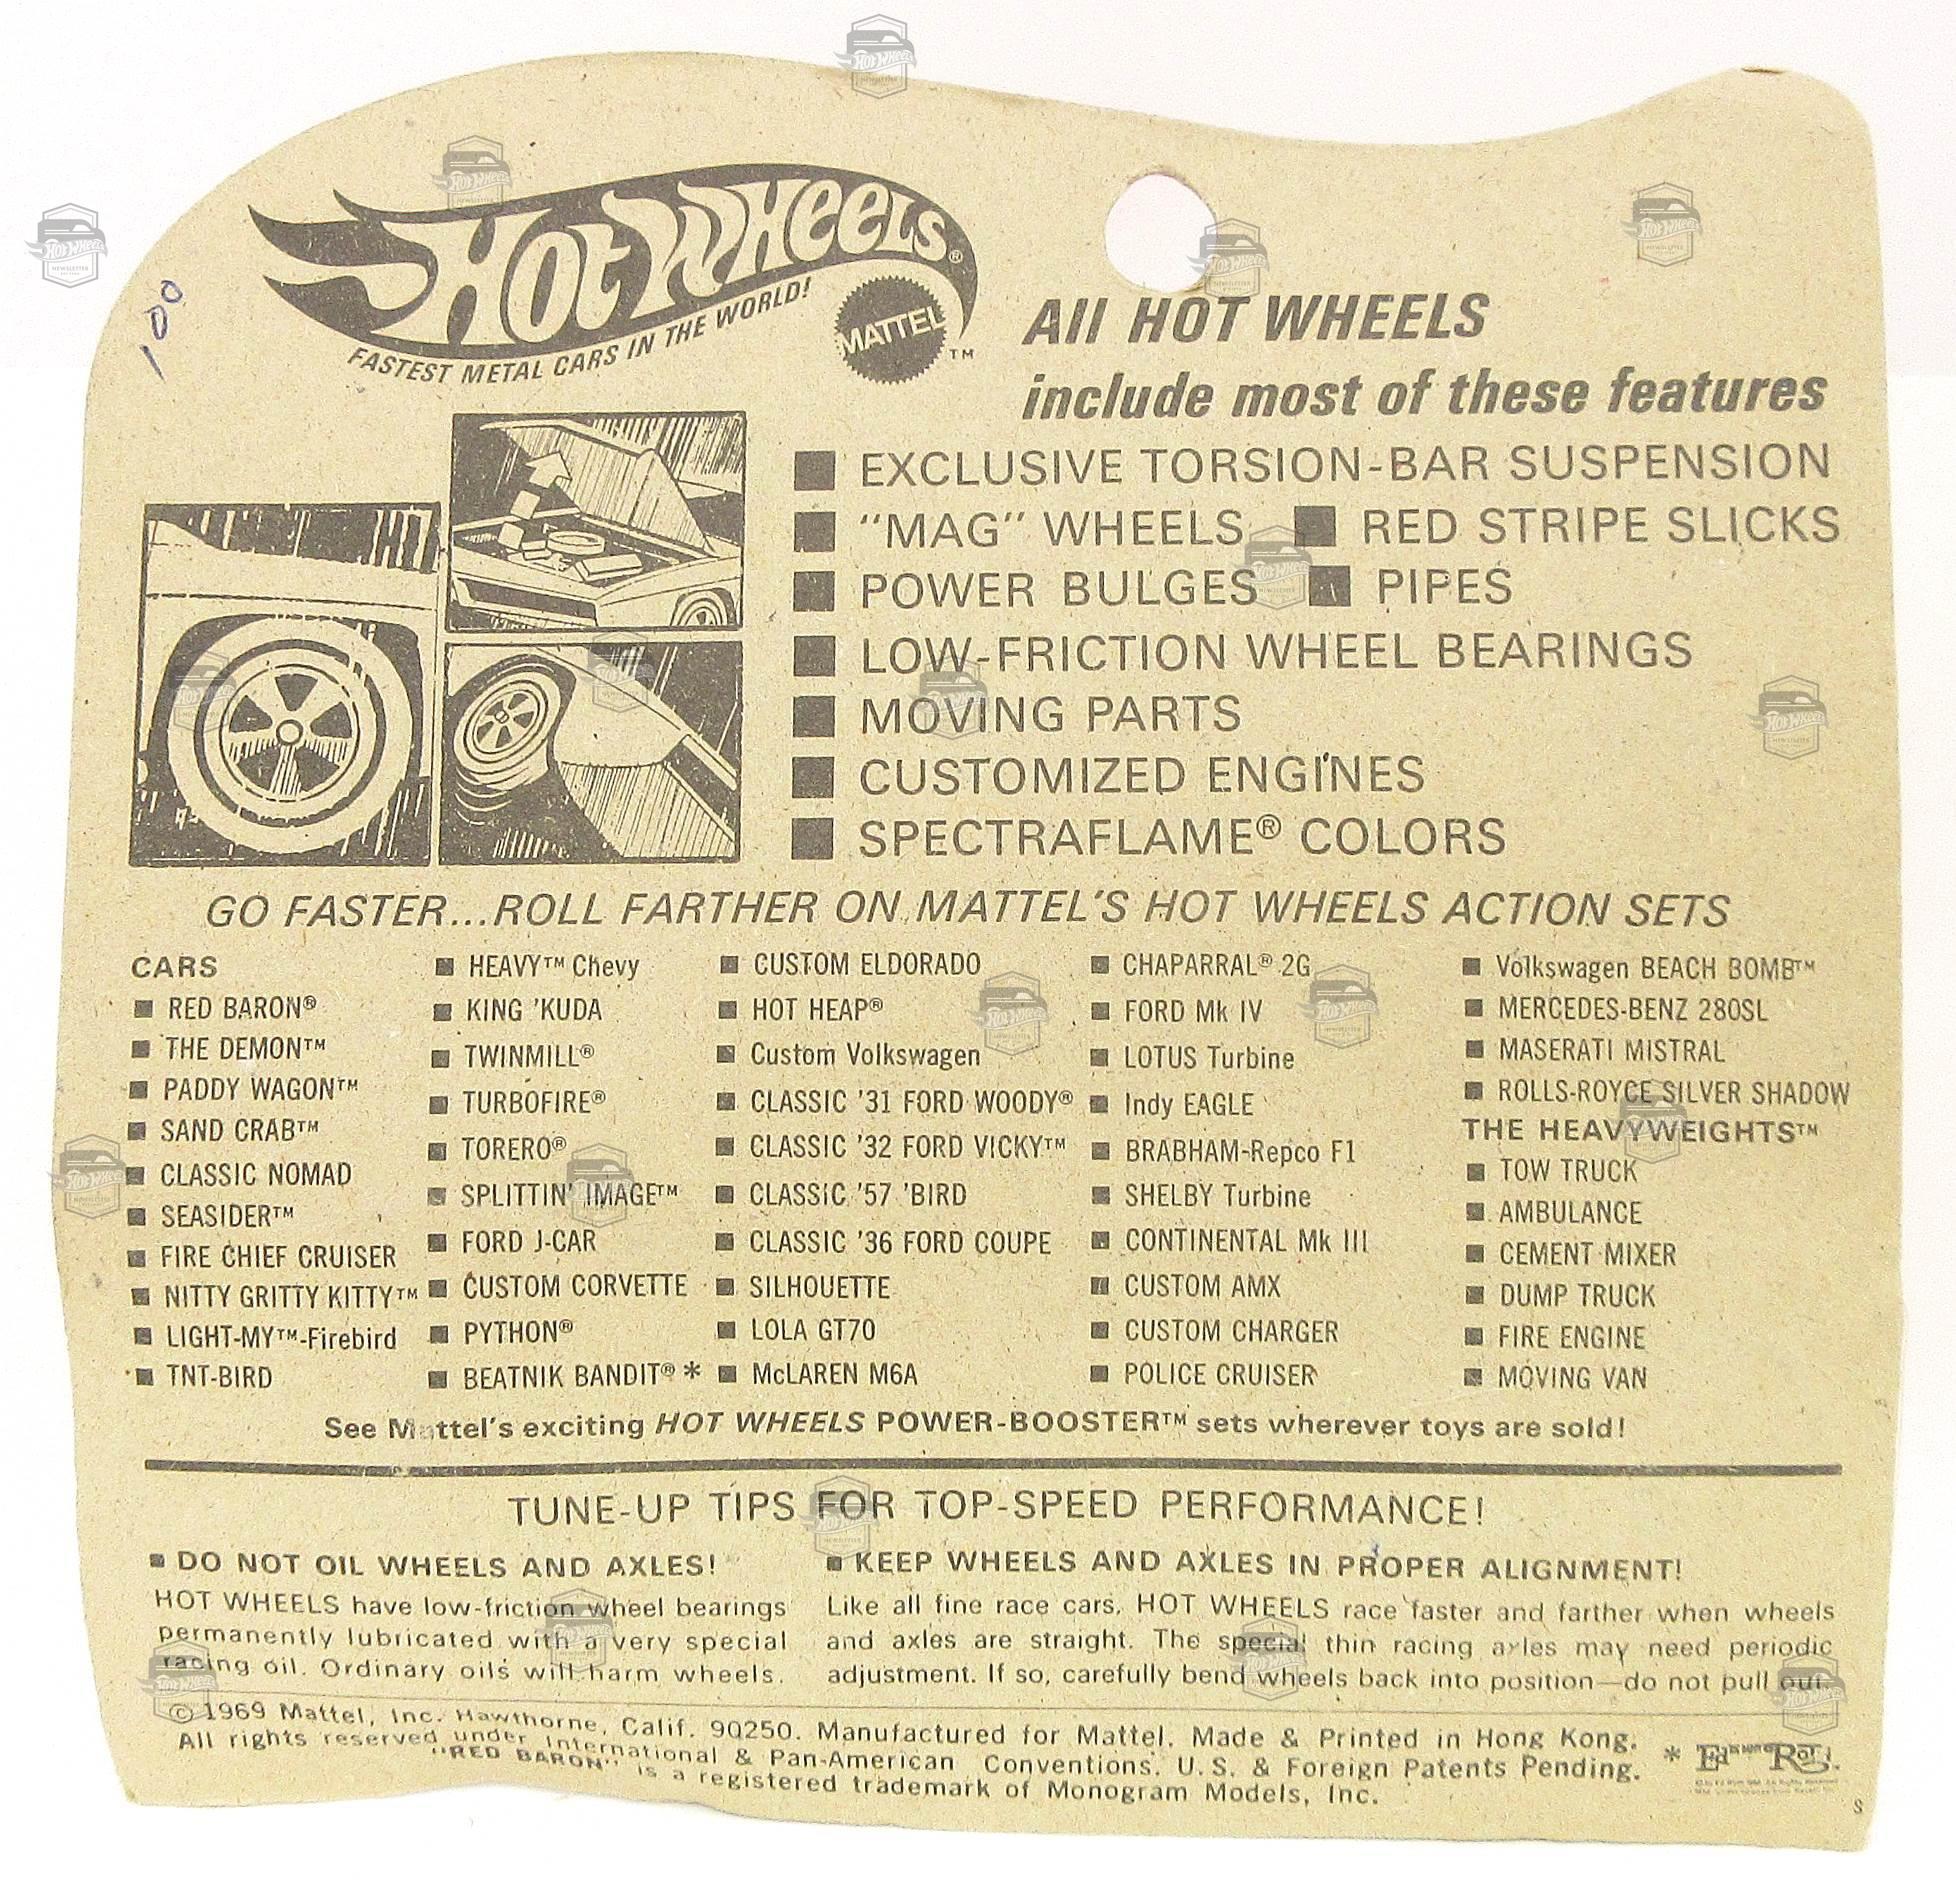 100
HOT WHEELS®
FASTEST METAL CARS IN THE WORLD!
MATTEL ™
All HOT WHEELS
include most of these features
■ EXCLUSIVE TORSION-BAR SUSPENSION
■ "MAG" WHEELS ■ RED STRIPE SLICKS
■ POWER BULGES ■ PIPES
■ LOW-FRICTION WHEEL BEARINGS
■ MOVING PARTS
■ CUSTOMIZED ENGINES
■ SPECTRAFLAME® COLORS
GO FASTER...ROLL FARTHER ON MATTEL'S HOT WHEELS ACTION SETS
CARS
■ RED BARON®
■ THE DEMON™
■ PADDY WAGON™
■ SAND CRAB™
■ CLASSIC NOMAD
■ SEASIDER™
■ FIRE CHIEF CRUISER
■ NITTY GRITTY KITTY™
■ LIGHT-MY™-Firebird
■ TNT-BIRD
■ HEAVY™ Chevy
■ KING 'KUDA
■ TWINMILL®
■ TURBOFIRE®
■ TORERO®
■ SPLITTIN' IMAGE™
■ FORD J-CAR
■ CUSTOM CORVETTE
■ PYTHON®
■ BEATNIK BANDIT® *
■ CUSTOM ELDORADO
■ HOT HEAP®
■ Custom Volkswagen
■ CLASSIC '31 FORD WOODY®
■ CLASSIC '32 FORD VICKY™
■ CLASSIC '57 'BIRD
■ CLASSIC '36 FORD COUPE
■ SILHOUETTE
■ LOLA GT70
■ McLAREN M6A
■ CHAPARRAL® 2G
■ FORD Mk IV
■ LOTUS Turbine
■ Indy EAGLE
■ BRABHAM-Repco F1
■ SHELBY Turbine
■ CONTINENTAL Mk III
■ CUSTOM AMX
■ CUSTOM CHARGER
■ POLICE CRUISER
■ Volkswagen BEACH BOMB™
■ MERCEDES-BENZ 280SL
■ MASERATI MISTRAL
■ ROLLS-ROYCE SILVER SHADOW
THE HEAVYWEIGHTS™
■ TOW TRUCK
■ AMBULANCE
■ CEMENT MIXER
■ DUMP TRUCK
■ FIRE ENGINE
■ MOVING VAN
See Mattel's exciting HOT WHEELS POWER-BOOSTER™ sets wherever toys are sold!
TUNE-UP TIPS FOR TOP-SPEED PERFORMANCE!
■ DO NOT OIL WHEELS AND AXLES!
HOT WHEELS have low-friction wheel bearings
permanently lubricated with a very special
racing oil. Ordinary oils will harm wheels.
■ KEEP WHEELS AND AXLES IN PROPER ALIGNMENT!
Like all fine race cars, HOT WHEELS race faster and farther when wheels
and axles are straight. The special thin racing axles may need periodic
adjustment. If so, carefully bend wheels back into position—do not pull out.
© 1969 Mattel, Inc. Hawthorne, Calif. 90250. Manufactured for Mattel. Made & Printed in Hong Kong.
All rights reserved under International & Pan-American Conventions. U.S. & Foreign Patents Pending.
"RED BARON" is a registered trademark of Monogram Models, Inc.
* Ed Roth
S